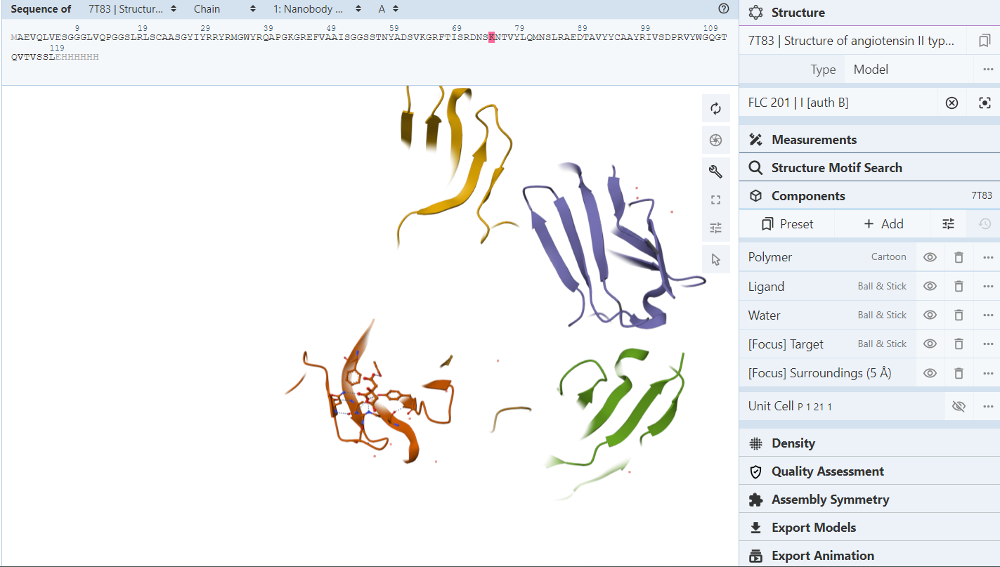 Sequence of 7T83 | Structur... Chain 1: Nanobody ... A
9 19 29 39 49 59 69 79 89 99 109
MAEVQLVESGGGLVQPGGSLRLSCAASGYIYRRYRMGWYRQAPGKGREFVAAISGGSSTNYADSVKGRFTISRDNSKNTVYLQMNSLRAEDTAVYYCAAYRIVSDPRVYWGQGT
119
QVTVSSLEHHHHHH
Structure
7T83 | Structure of angiotensin II typ...
Type Model
FLC 201 | I [auth B]
Measurements
Structure Motif Search
Components 7T83
Preset + Add
Polymer Cartoon
Ligand Ball & Stick
Water Ball & Stick
[Focus] Target Ball & Stick
[Focus] Surroundings (5 Å)
Unit Cell P 1 21 1
Density
Quality Assessment
Assembly Symmetry
Export Models
Export Animation